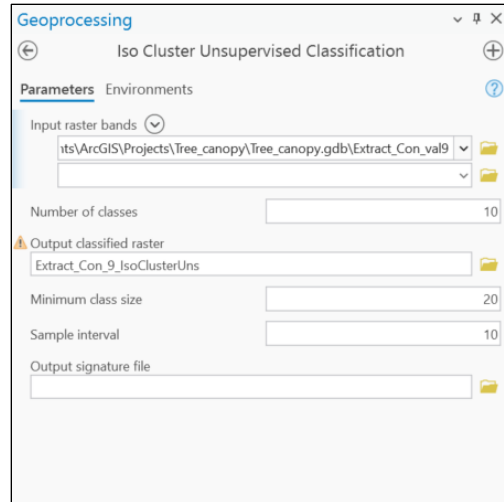 Geoprocessing
Iso Cluster Unsupervised Classification
Parameters Environments
Input raster bands
nts\ArcGIS\Projects\Tree_canopy\Tree_canopy.gdb\Extract_Con_val9
Number of classes
10
Output classified raster
Extract_Con_9_IsoClusterUns
Minimum class size
20
Sample interval
10
Output signature file